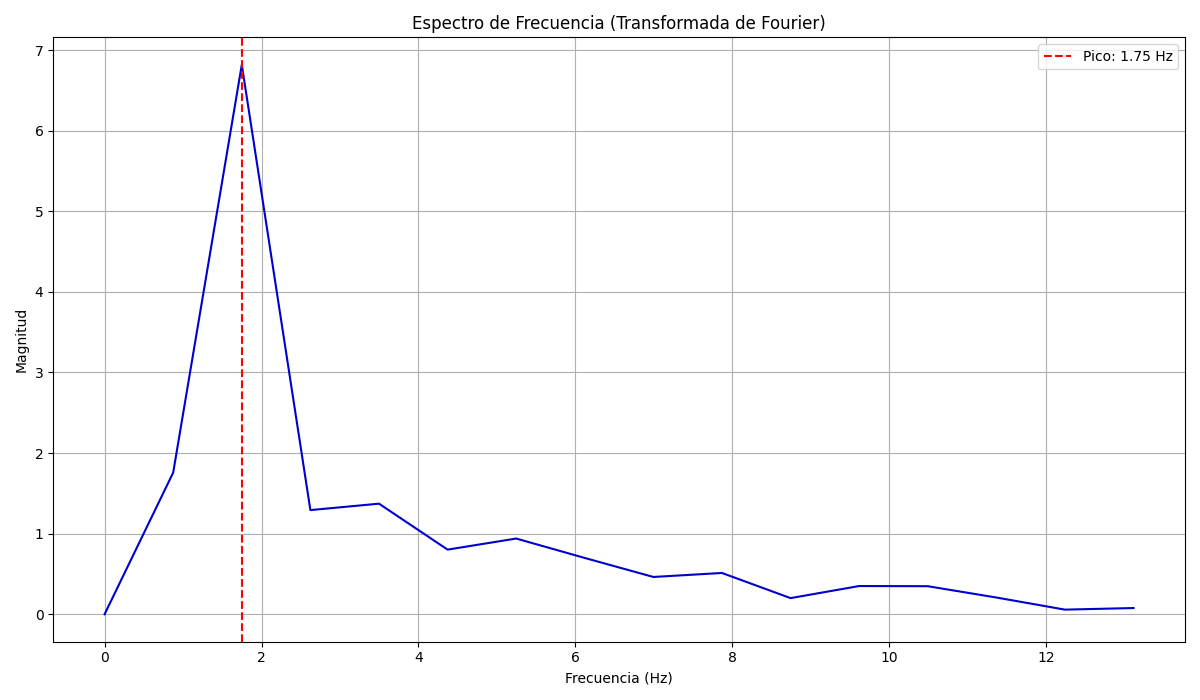 Espectro de Frecuencia (Transformada de Fourier)
Pico: 1.75 Hz
Magnitud
7
6
5
4
3
2
1
0
0 2 4 6 8 10 12
Frecuencia (Hz)